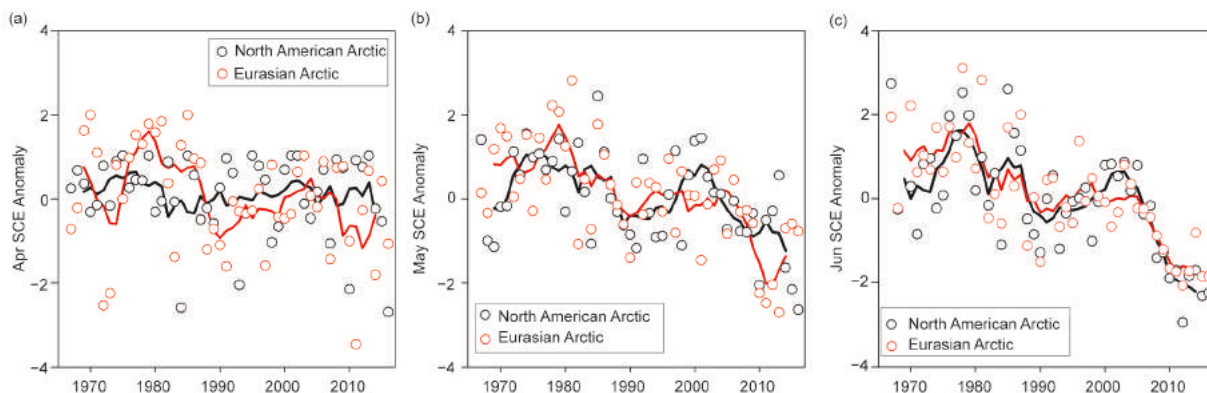 (a)
Apr SCE Anomaly
4
2
0
−2
−4
North American Arctic
Eurasian Arctic
1970 1980 1990 2000 2010
(b)
May SCE Anomaly
4
2
0
−2
−4
North American Arctic
Eurasian Arctic
1970 1980 1990 2000 2010
(c)
Jun SCE Anomaly
4
2
0
−2
−4
North American Arctic
Eurasian Arctic
1970 1980 1990 2000 2010